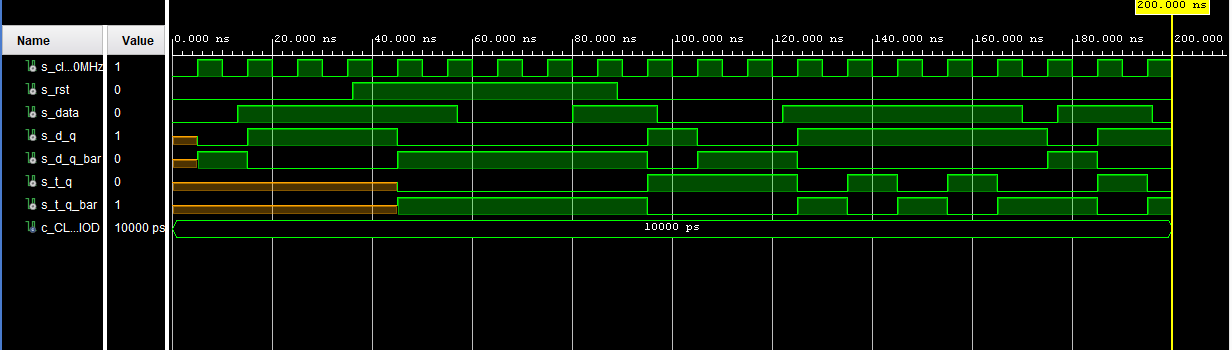 200.000 ns
Name Value
0.000 ns 20.000 ns 40.000 ns 60.000 ns 80.000 ns 100.000 ns 120.000 ns 140.000 ns 160.000 ns 180.000 ns 200.000
s_cl...0MHz 1
s_rst 0
s_data 0
s_d_q 1
s_d_q_bar 0
s_t_q 0
s_t_q_bar 1
c_CL...IOD 10000 ps 10000 ps